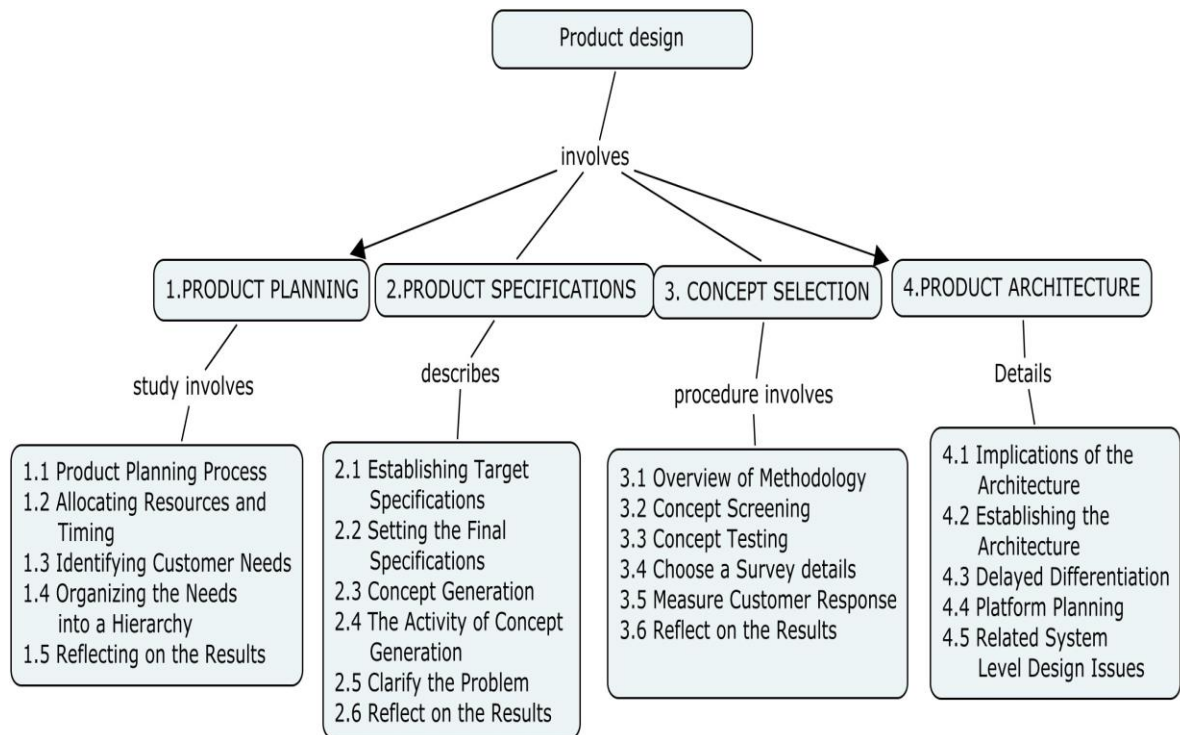 Product design
involves
1.PRODUCT PLANNING
2.PRODUCT SPECIFICATIONS
3. CONCEPT SELECTION
4.PRODUCT ARCHITECTURE
study involves
describes
procedure involves
Details
1.1 Product Planning Process
1.2 Allocating Resources and
Timing
1.3 Identifying Customer Needs
1.4 Organizing the Needs
into a Hierarchy
1.5 Reflecting on the Results
2.1 Establishing Target
Specifications
2.2 Setting the Final
Specifications
2.3 Concept Generation
2.4 The Activity of Concept
Generation
2.5 Clarify the Problem
2.6 Reflect on the Results
3.1 Overview of Methodology
3.2 Concept Screening
3.3 Concept Testing
3.4 Choose a Survey details
3.5 Measure Customer Response
3.6 Reflect on the Results
4.1 Implications of the
Architecture
4.2 Establishing the
Architecture
4.3 Delayed Differentiation
4.4 Platform Planning
4.5 Related System
Level Design Issues